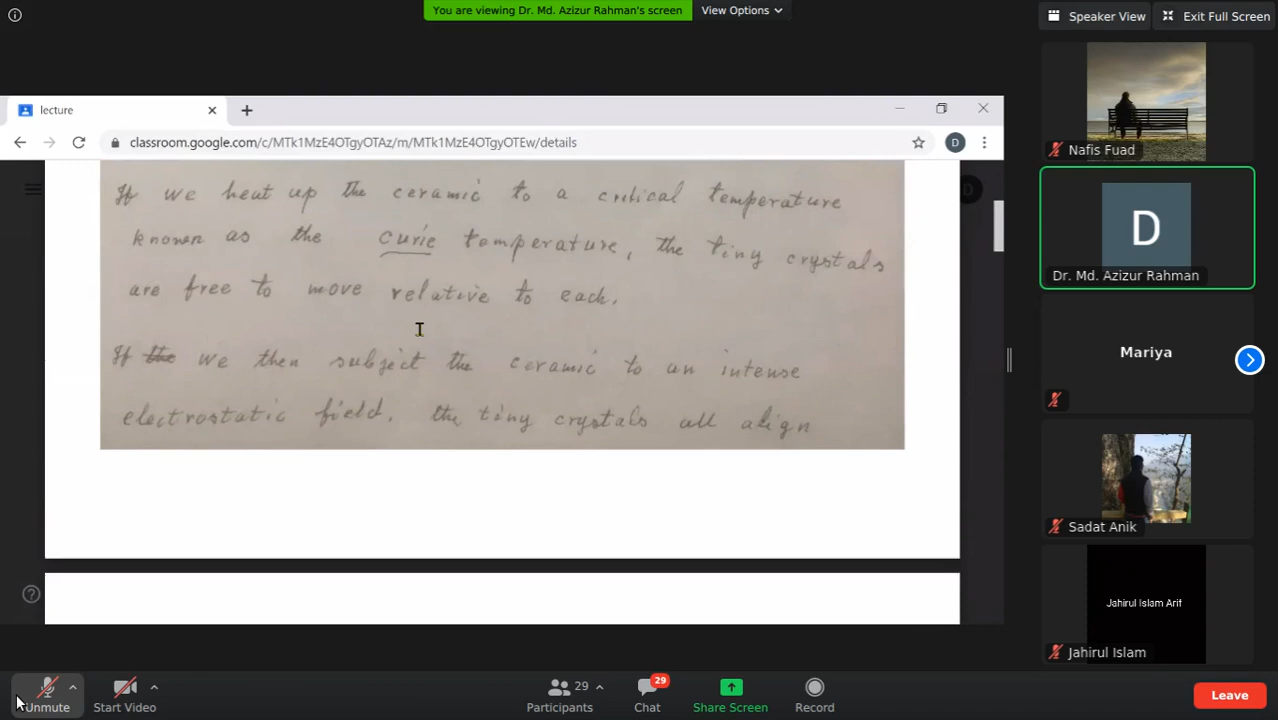 You are viewing Dr. Md. Azizur Rahman's screen
View Options
Speaker View
Exit Full Screen
lecture
classroom.google.com/c/MTk1MzE4OTgyOTAz/m/MTk1MzE4OTgyOTEw/details
D
If we heat up the ceramic to a critical temperature
known as the curie temperature, the tiny crystals
are free to move relative to each.
If the we then subject the ceramic to an intense
electrostatic field. the tiny crystals all align
Nafis Fuad
D
Dr. Md. Azizur Rahman
Mariya
Sadat Anik
Jahirul Islam Arif
Jahirul Islam
Unmute
Start Video
29
Participants
29
Chat
Share Screen
Record
Leave